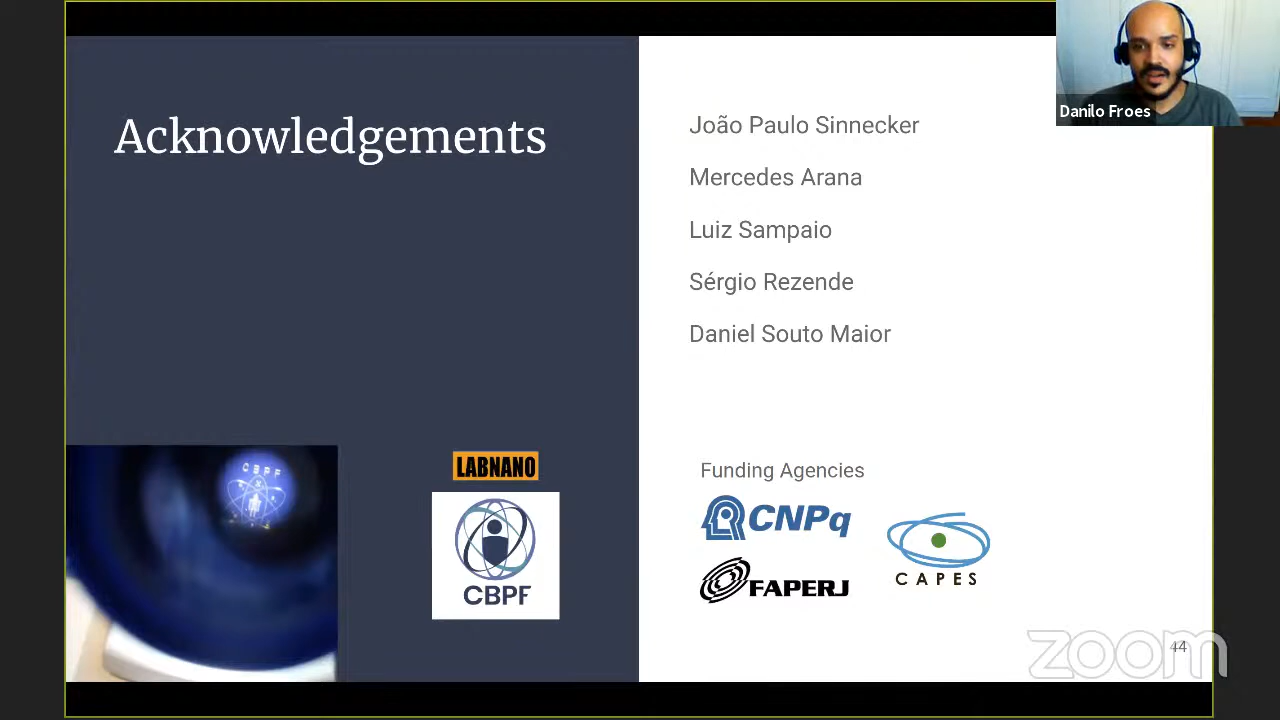 Acknowledgements
João Paulo Sinnecker
Mercedes Arana
Luiz Sampaio
Sérgio Rezende
Daniel Souto Maior
Danilo Froes
CBPF
LABNANO
CBPF
Funding Agencies
CNPq
FAPERJ
CAPES
zoom
44